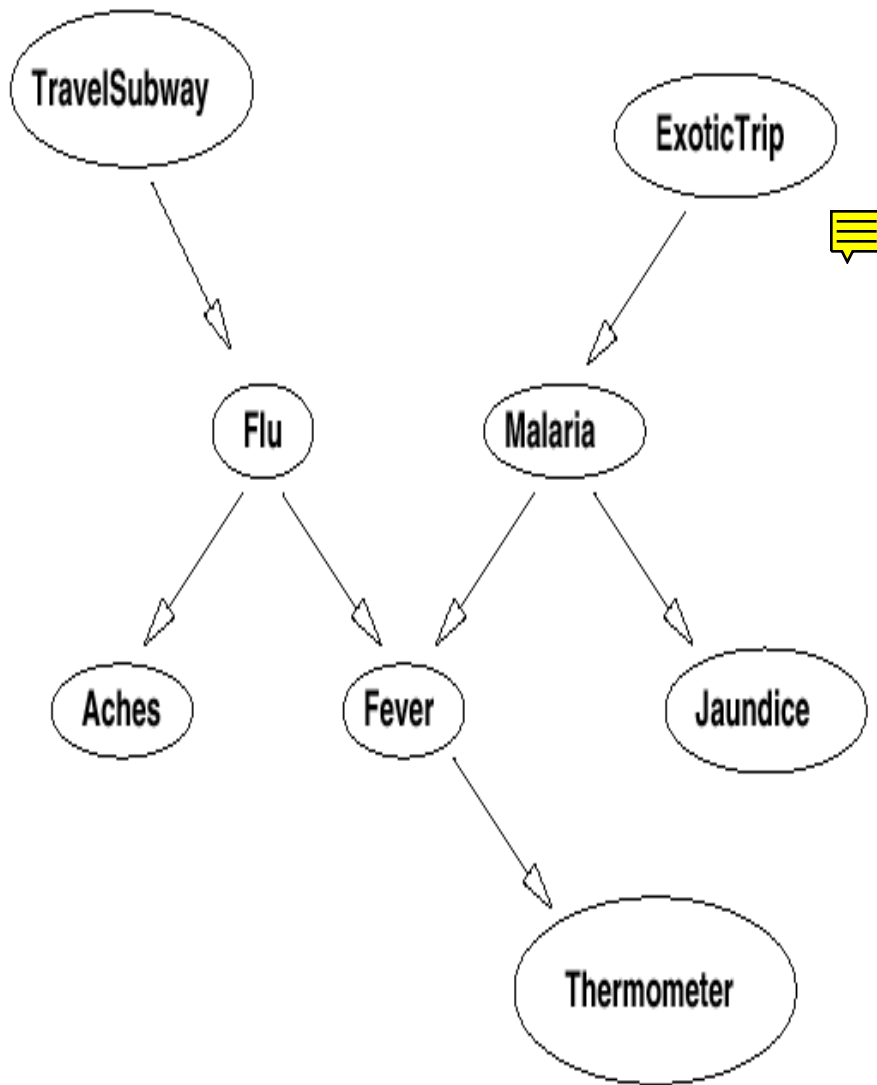 TravelSubway
ExoticTrip
Flu
Malaria
Aches
Fever
Jaundice
Thermometer